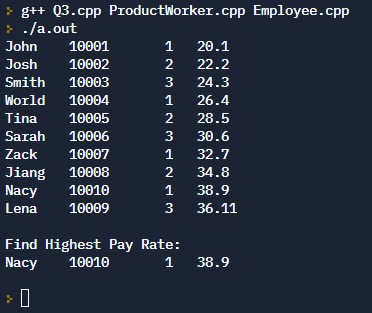 > g++ Q3.cpp ProductWorker.cpp Employee.cpp
> ./a.out
John    10001       1   20.1
Josh    10002       2   22.2
Smith   10003       3   24.3
World   10004       1   26.4
Tina    10005       2   28.5
Sarah   10006       3   30.6
Zack    10007       1   32.7
Jiang   10008       2   34.8
Nacy    10010       1   38.9
Lena    10009       3   36.11
Find Highest Pay Rate:
Nacy    10010       1   38.9
>